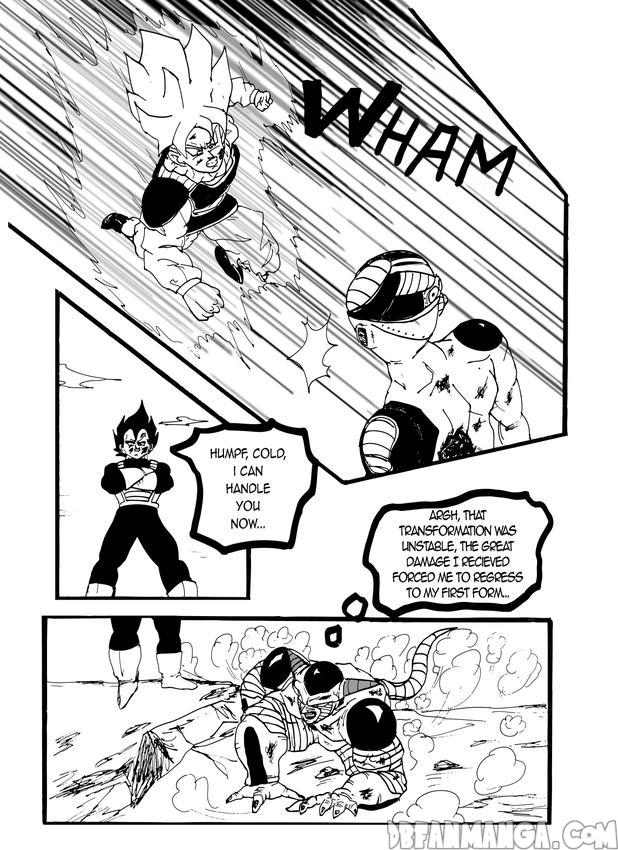 WHAM
HUMPF, COLD,
I CAN
HANDLE
YOU
NOW...
ARGH, THAT
TRANSFORMATION WAS
UNSTABLE, THE GREAT
DAMAGE I RECIEVED
FORCED ME TO REGRESS
TO MY FIRST FORM...
DBFANMANGA.COM